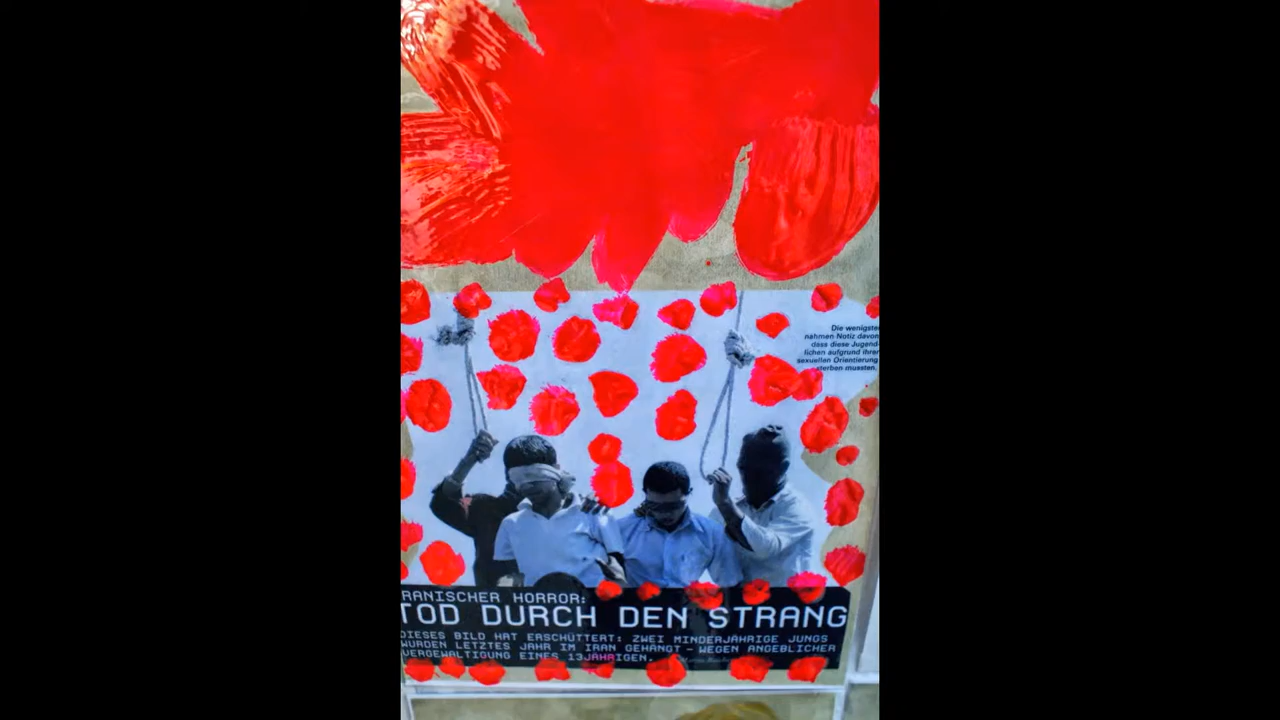 Die wenigste
nahmen Notiz davon
dass diese Jugend-
lichen aufgrund ihrer
sexuellen Orientierung
sterben mussten.
RANISCHER HORROR:
TOD DURCH DEN STRANG
DIESES BILD HAT ERSCHÜTTERT: ZWEI MINDERJÄHRIGE JUNGS
WURDEN LETZTES JAHR IM IRAN GEHÄNGT - WEGEN ANGEBLICHER
VERGEWALTIGUNG EINES 13JÄHRIGEN.